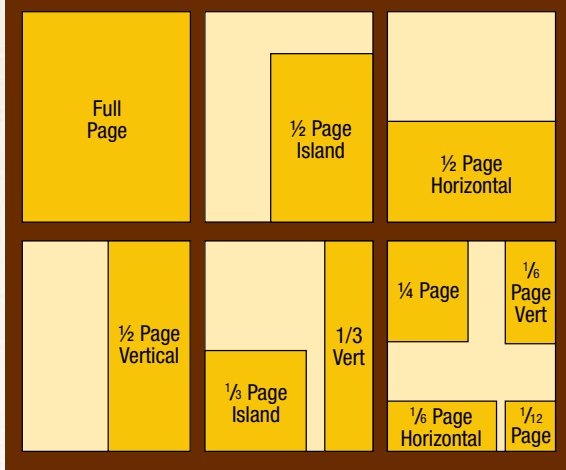 Full
Page
½ Page
Island
½ Page
Horizontal
½ Page
Vertical
⅓ Page
Island
1/3
Vert
¼ Page
⅙
Page
Vert
⅙ Page
Horizontal
1/12
Page